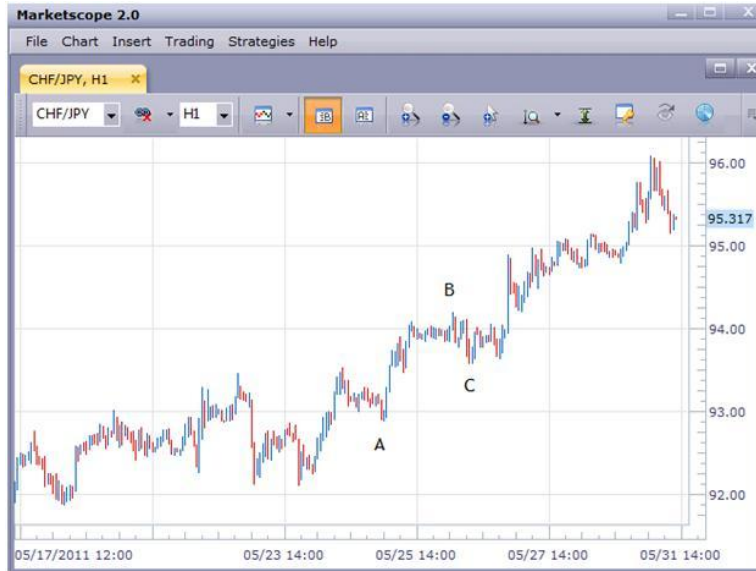 Marketscope 2.0
File Chart Insert Trading Strategies Help
CHF/JPY, H1
CHF/JPY H1
96.00
95.317
95.00
B
94.00
C
93.00
A
92.00
05/17/2011 12:00 05/23 14:00 05/25 14:00 05/27 14:00 05/31 14:00